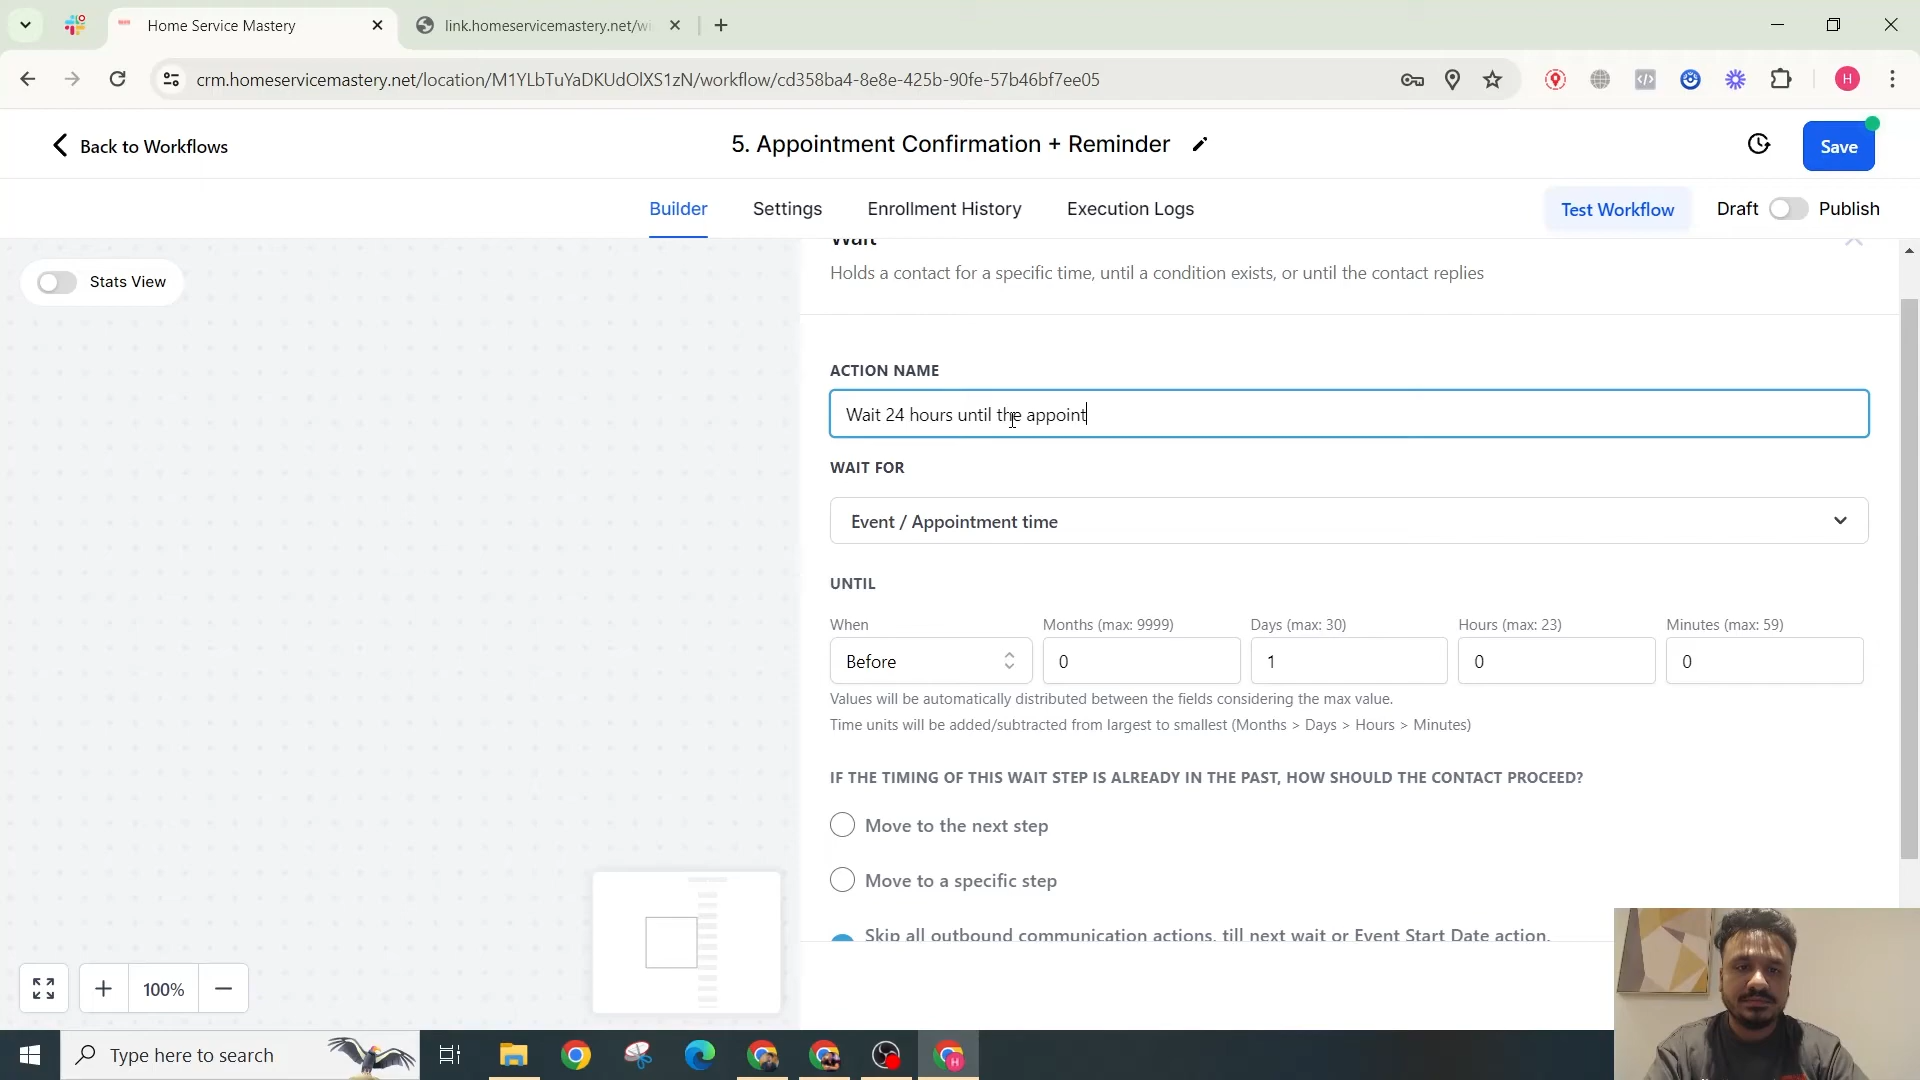 Home Service Mastery
link.homeservicemastery.net/wi
crm.homeservicemastery.net/location/M1YLbTuYaDKUdOlXS1zN/workflow/cd358ba4-8e8e-425b-90fe-57b46bf7ee05
H
Back to Workflows
5. Appointment Confirmation + Reminder
Save
Builder
Settings
Enrollment History
Execution Logs
Test Workflow
Draft
Publish
Stats View
Wait
Holds a contact for a specific time, until a condition exists, or until the contact replies
ACTION NAME
Wait 24 hours until the appoint
WAIT FOR
Event / Appointment time
UNTIL
When
Months (max: 9999)
Days (max: 30)
Hours (max: 23)
Minutes (max: 59)
Before
0
1
0
0
Values will be automatically distributed between the fields considering the max value.
Time units will be added/subtracted from largest to smallest (Months > Days > Hours > Minutes)
IF THE TIMING OF THIS WAIT STEP IS ALREADY IN THE PAST, HOW SHOULD THE CONTACT PROCEED?
Move to the next step
Move to a specific step
Skip all outbound communication actions, till next wait or Event Start Date action.
100%
Type here to search
H